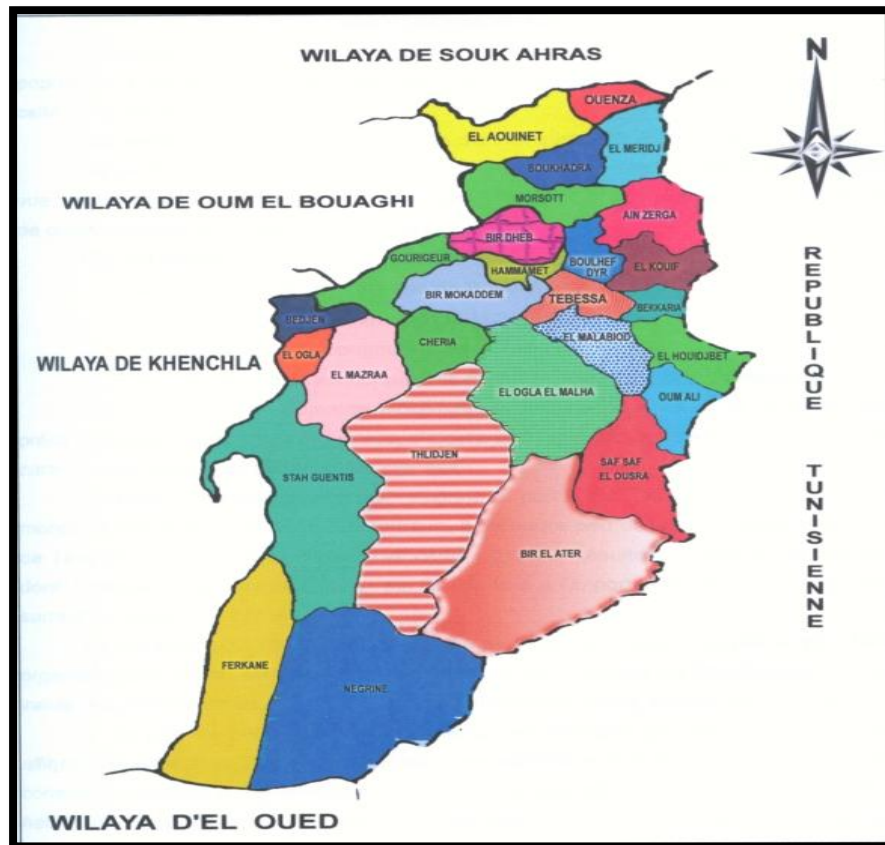 WILAYA DE SOUK AHRAS
N
OUENZA
EL AOUINET
EL MERIDJ
BOUKHADRA
WILAYA DE OUM EL BOUAGHI
MORSOTT
AIN ZERGA
BIR DHEB
GOURIGEUR
HAMMAMET
BOULHEF
DYR
EL KOUIF
BIR MOKADDEM
TEBESSA
BEKKARIA
BEDJEN
EL MALABIOD
CHERIA
EL HOUIDJBET
WILAYA DE KHENCHLA
EL OGLA
EL MAZRAA
EL OGLA EL MALHA
OUM ALI
THLIDJEN
SAF SAF
EL OUSRA
STAH GUENTIS
BIR EL ATER
FERKANE
NEGRINE
REPUBLIQUE
TUNISIENNE
WILAYA D'EL OUED